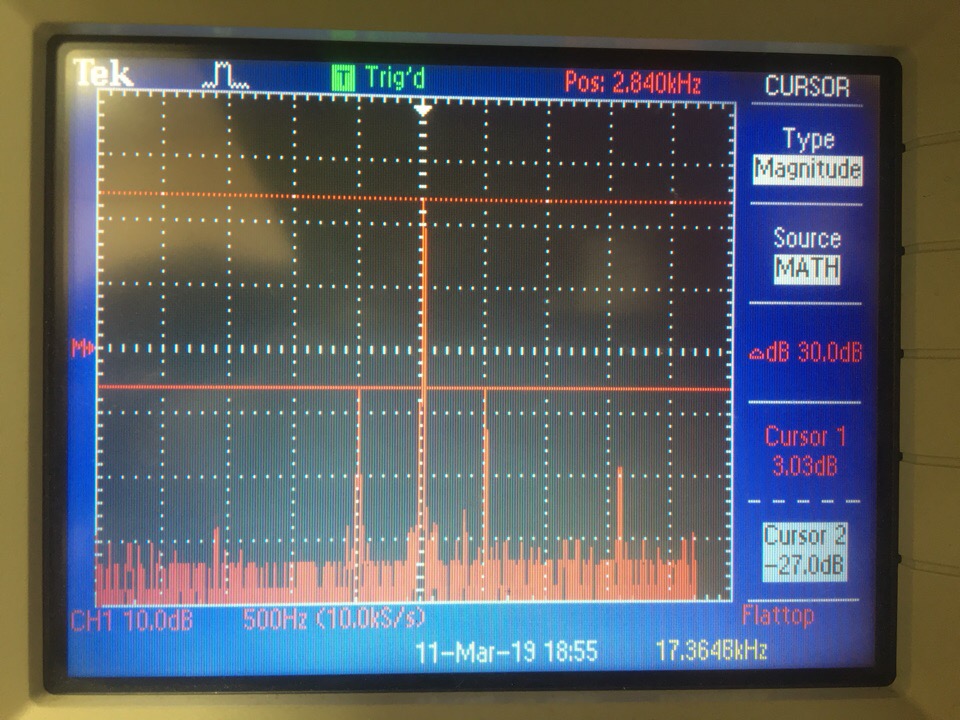 Tek
T Trig'd
Pos: 2.840kHz
CURSOR
Type
Magnitude
Source
MATH
M
ΔdB 30.0dB
Cursor 1
3.03dB
Cursor 2
-27.0dB
CH1 10.0dB
500Hz (10.0kS/s)
Flattop
11-Mar-19 18:55
17.3646kHz